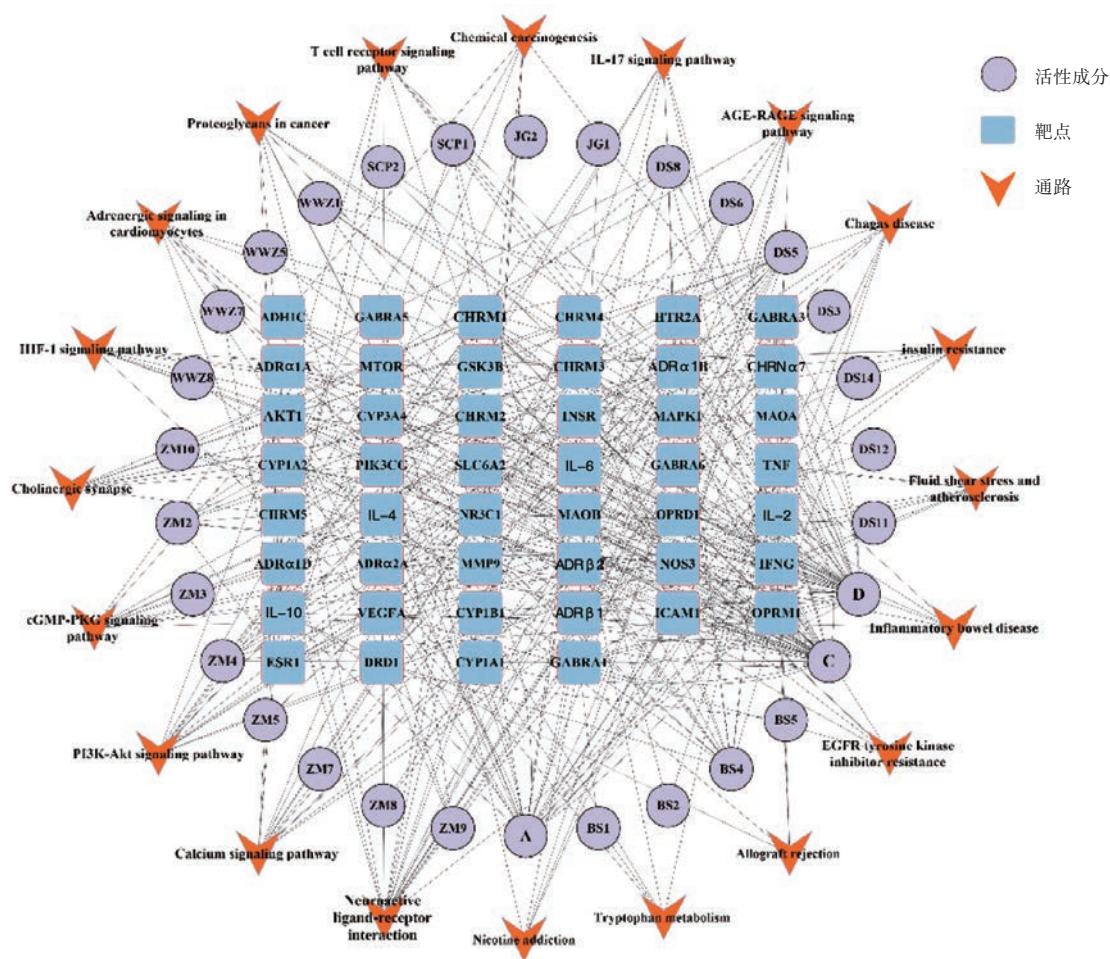 Chemical carcinogenesis
T cell receptor signaling
pathway
IL-17 signaling pathway
活性成分
靶点
通路
AGE-RAGE signaling
pathway
Proteoglycans in cancer
SCP1
JG2
JG1
SCP2
DS8
WWZ1
DS6
Adrenergic signaling in
cardiomyocytes
Chagas disease
WWZ5
DS5
WWZ7
DS3
ADH1C
GABRA5
CHRM1
CHRM4
HTR2A
GABRA3
HIF-1 signaling pathway
insulin resistance
ADRα1A
MTOR
GSK3B
CHRM3
ADRα1B
CHRNα7
WWZ8
DS14
AKT1
CYP3A4
CHRM2
INSR
MAPK1
MAOA
ZM10
DS12
CYP1A2
PIK3CG
SLC6A2
IL-6
GABRA6
TNF
Cholinergic synapse
Fluid shear stress and
atherosclerosis
CHRM5
IL-4
NR3C1
MAOB
OPRD1
IL-2
ZM2
DS11
ADRα1D
ADRα2A
MMP9
ADRβ2
NOS3
IFNG
ZM3
D
cGMP-PKG signaling
pathway
IL-10
VEGFA
CYP1B1
ADRβ1
ICAM1
OPRM1
Inflammatory bowel disease
ZM4
ESR1
DRD1
CYP1A1
GABRA1
C
ZM5
BS5
PI3K-Akt signaling pathway
EGFR tyrosine kinase
inhibitor resistance
ZM7
BS4
ZM8
BS2
ZM9
A
BS1
Calcium signaling pathway
Allograft rejection
Neuroactive
ligand-receptor
interaction
Tryptophan metabolism
Nicotine addiction